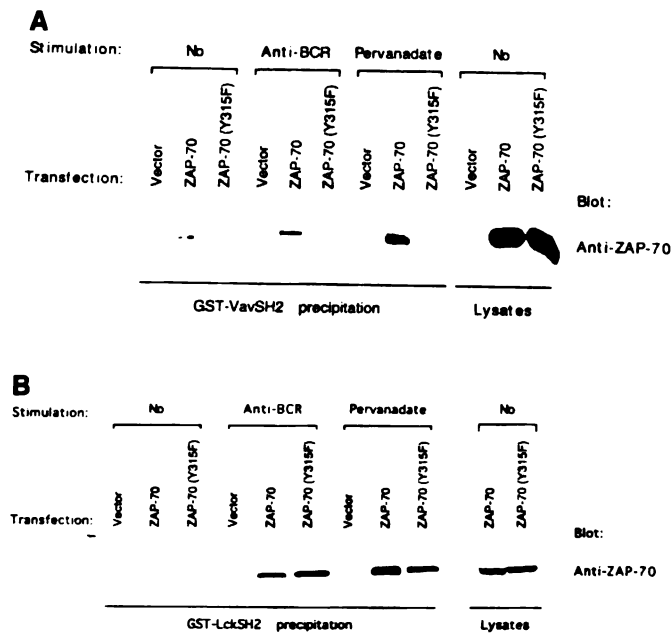 A
Stimulation: No Anti-BCR Pervanadate No
Transfection: Vector ZAP-70 ZAP-70 (Y315F) Vector ZAP-70 ZAP-70 (Y315F) Vector ZAP-70 ZAP-70 (Y315F) Vector ZAP-70 ZAP-70 (Y315F)
Blot:
Anti-ZAP-70
GST-VavSH2 precipitation Lysates
B
Stimulation: No Anti-BCR Pervanadate No
Transfection: Vector ZAP-70 ZAP-70 (Y315F) Vector ZAP-70 ZAP-70 (Y315F) Vector ZAP-70 ZAP-70 (Y315F) ZAP-70 ZAP-70 (Y315F)
Blot:
Anti-ZAP-70
GST-LckSH2 precipitation Lysates